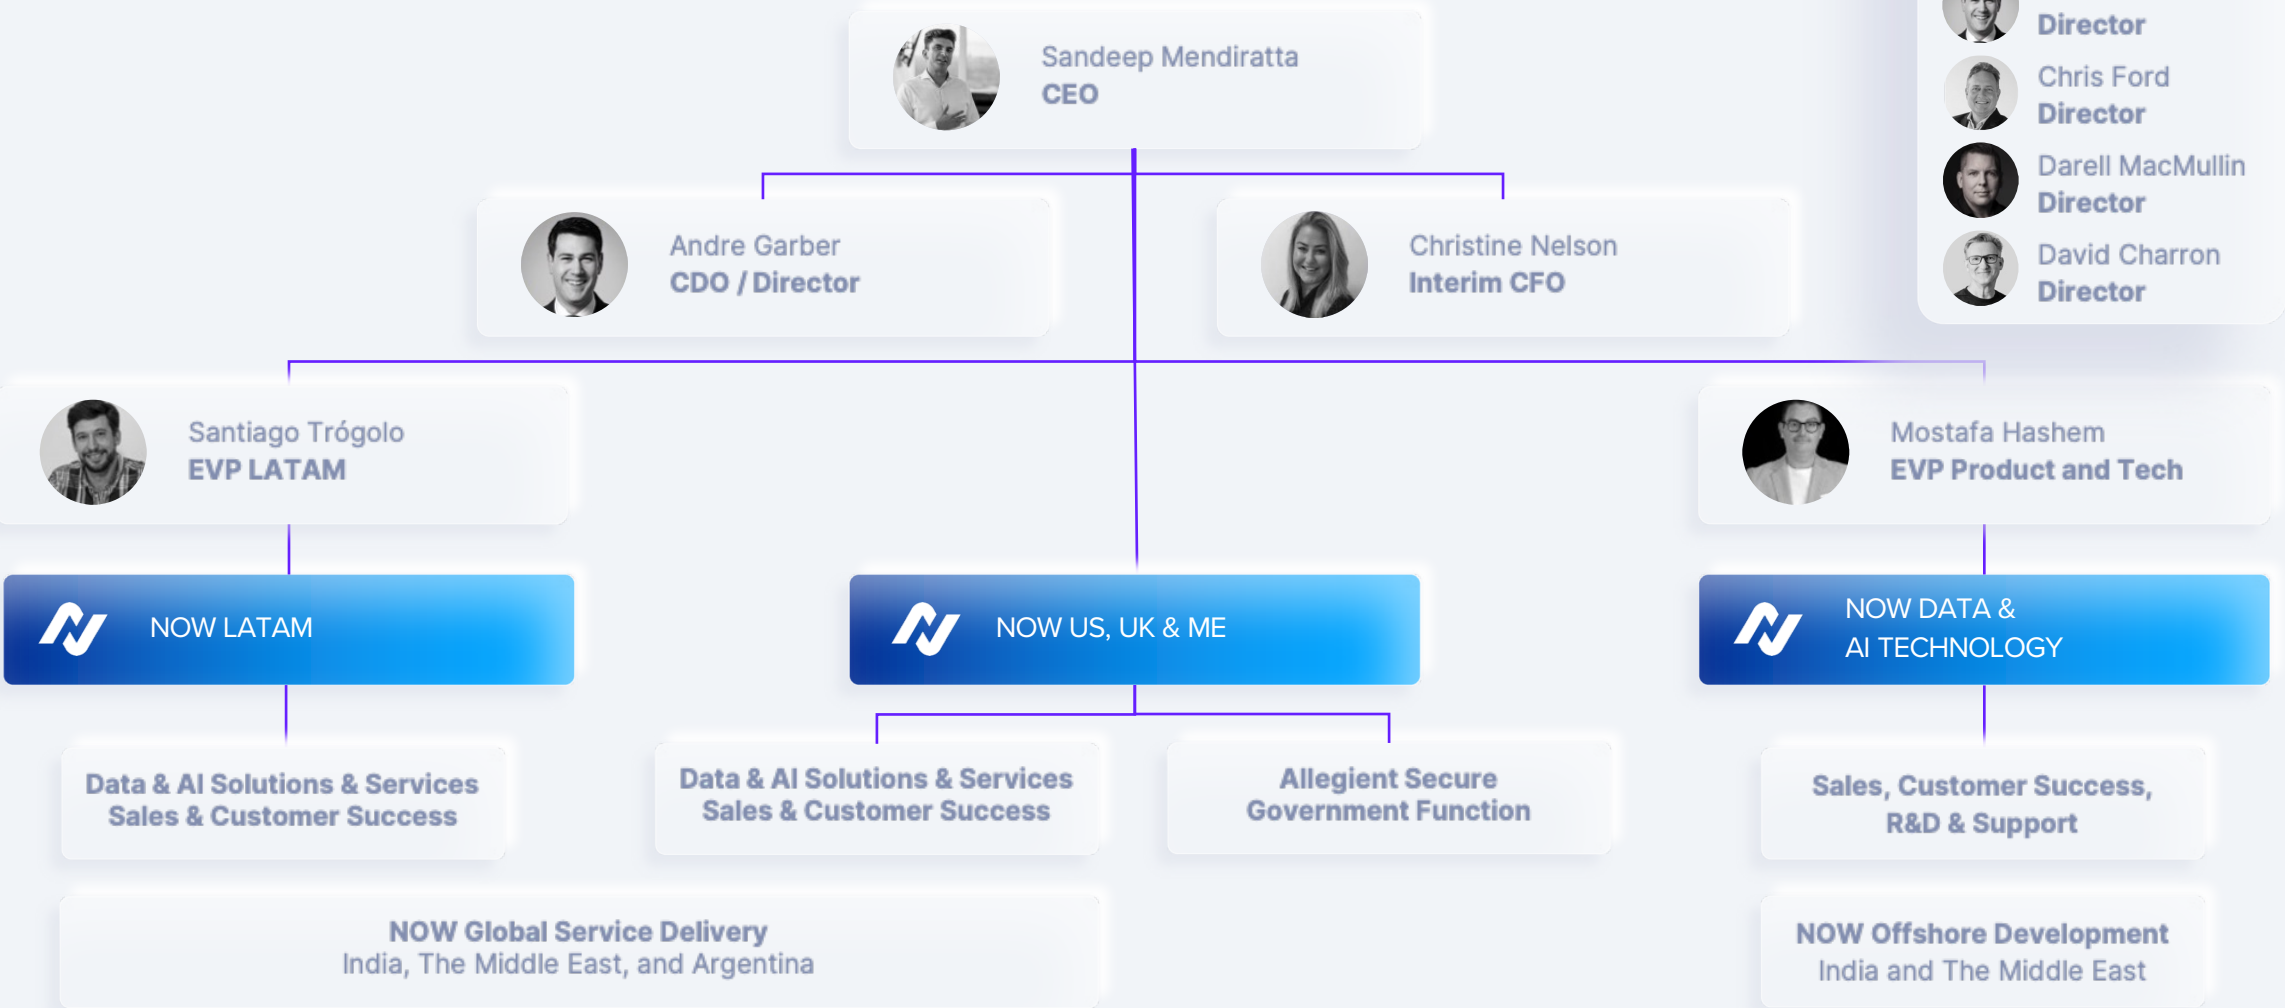 Sandeep Mendiratta
CEO
Director
Chris Ford
Director
Darell MacMullin
Director
David Charron
Director
Andre Garber
CDO / Director
Christine Nelson
Interim CFO
Santiago Trógolo
EVP LATAM
Mostafa Hashem
EVP Product and Tech
NOW LATAM
NOW US, UK & ME
NOW DATA &
AI TECHNOLOGY
Data & AI Solutions & Services
Sales & Customer Success
Data & AI Solutions & Services
Sales & Customer Success
Allegient Secure
Government Function
Sales, Customer Success,
R&D & Support
NOW Global Service Delivery
India, The Middle East, and Argentina
NOW Offshore Development
India and The Middle East